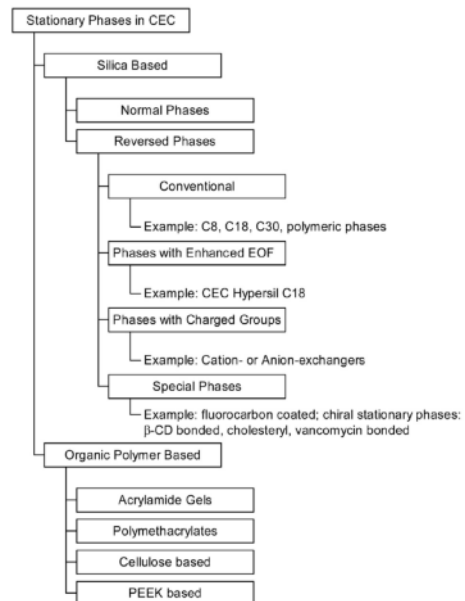 Stationary Phases in CEC
Silica Based
Normal Phases
Reversed Phases
Conventional
Example: C8, C18, C30, polymeric phases
Phases with Enhanced EOF
Example: CEC Hypersil C18
Phases with Charged Groups
Example: Cation- or Anion-exchangers
Special Phases
Example: fluorocarbon coated; chiral stationary phases:
β-CD bonded, cholesteryl, vancomycin bonded
Organic Polymer Based
Acrylamide Gels
Polymethacrylates
Cellulose based
PEEK based